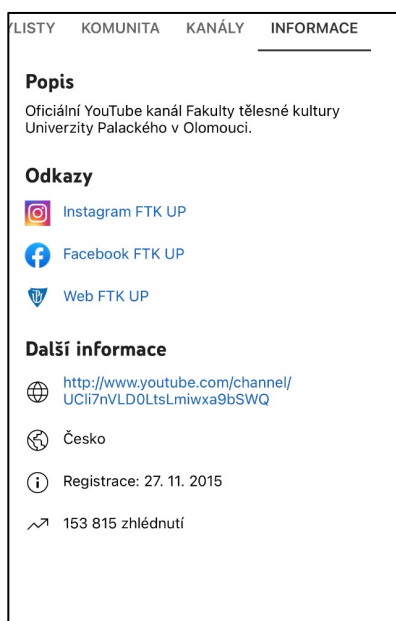 YLISTY KOMUNITA KANÁLY INFORMACE
Popis
Oficiální YouTube kanál Fakulty tělesné kultury
Univerzity Palackého v Olomouci.
Odkazy
Instagram FTK UP
Facebook FTK UP
Web FTK UP
Další informace
http://www.youtube.com/channel/
UCli7nVLD0LtsLmiwxa9bSWQ
Česko
Registrace: 27. 11. 2015
153 815 zhlédnutí